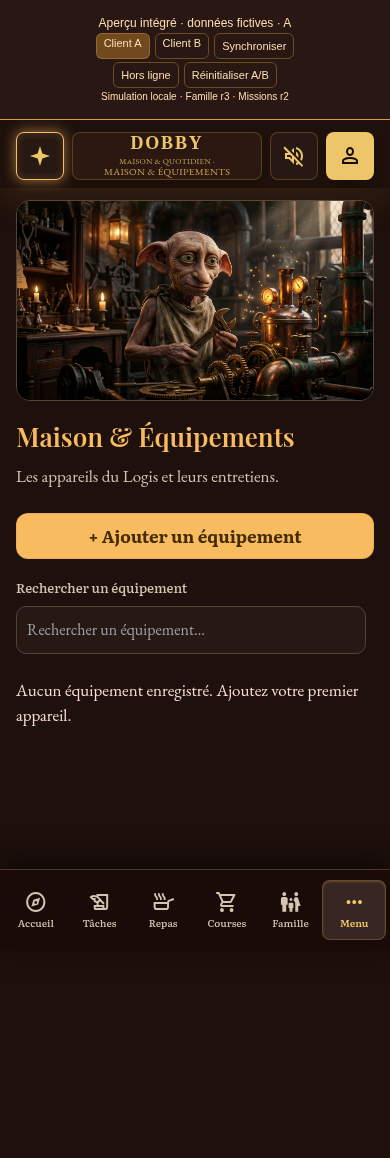 Aperçu intégré · données fictives · A
Client A
Client B
Synchroniser
Hors ligne
Réinitialiser A/B
Simulation locale · Famille r3 · Missions r2
DOBBY
MAISON & QUOTIDIEN ·
MAISON & ÉQUIPEMENTS
Maison & Équipements
Les appareils du Logis et leurs entretiens.
+ Ajouter un équipement
Rechercher un équipement
Rechercher un équipement...
Aucun équipement enregistré. Ajoutez votre premier
appareil.
Accueil
Tâches
Repas
Courses
Famille
Menu